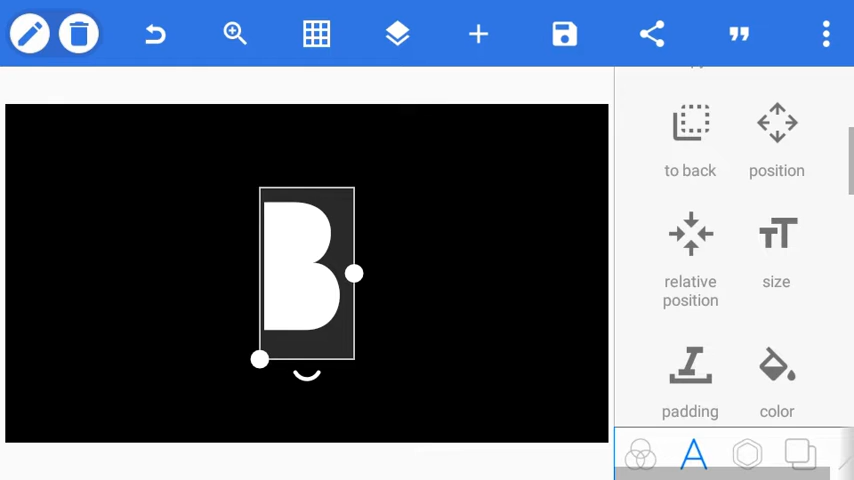 B
to back
position
relative
position
size
padding
color